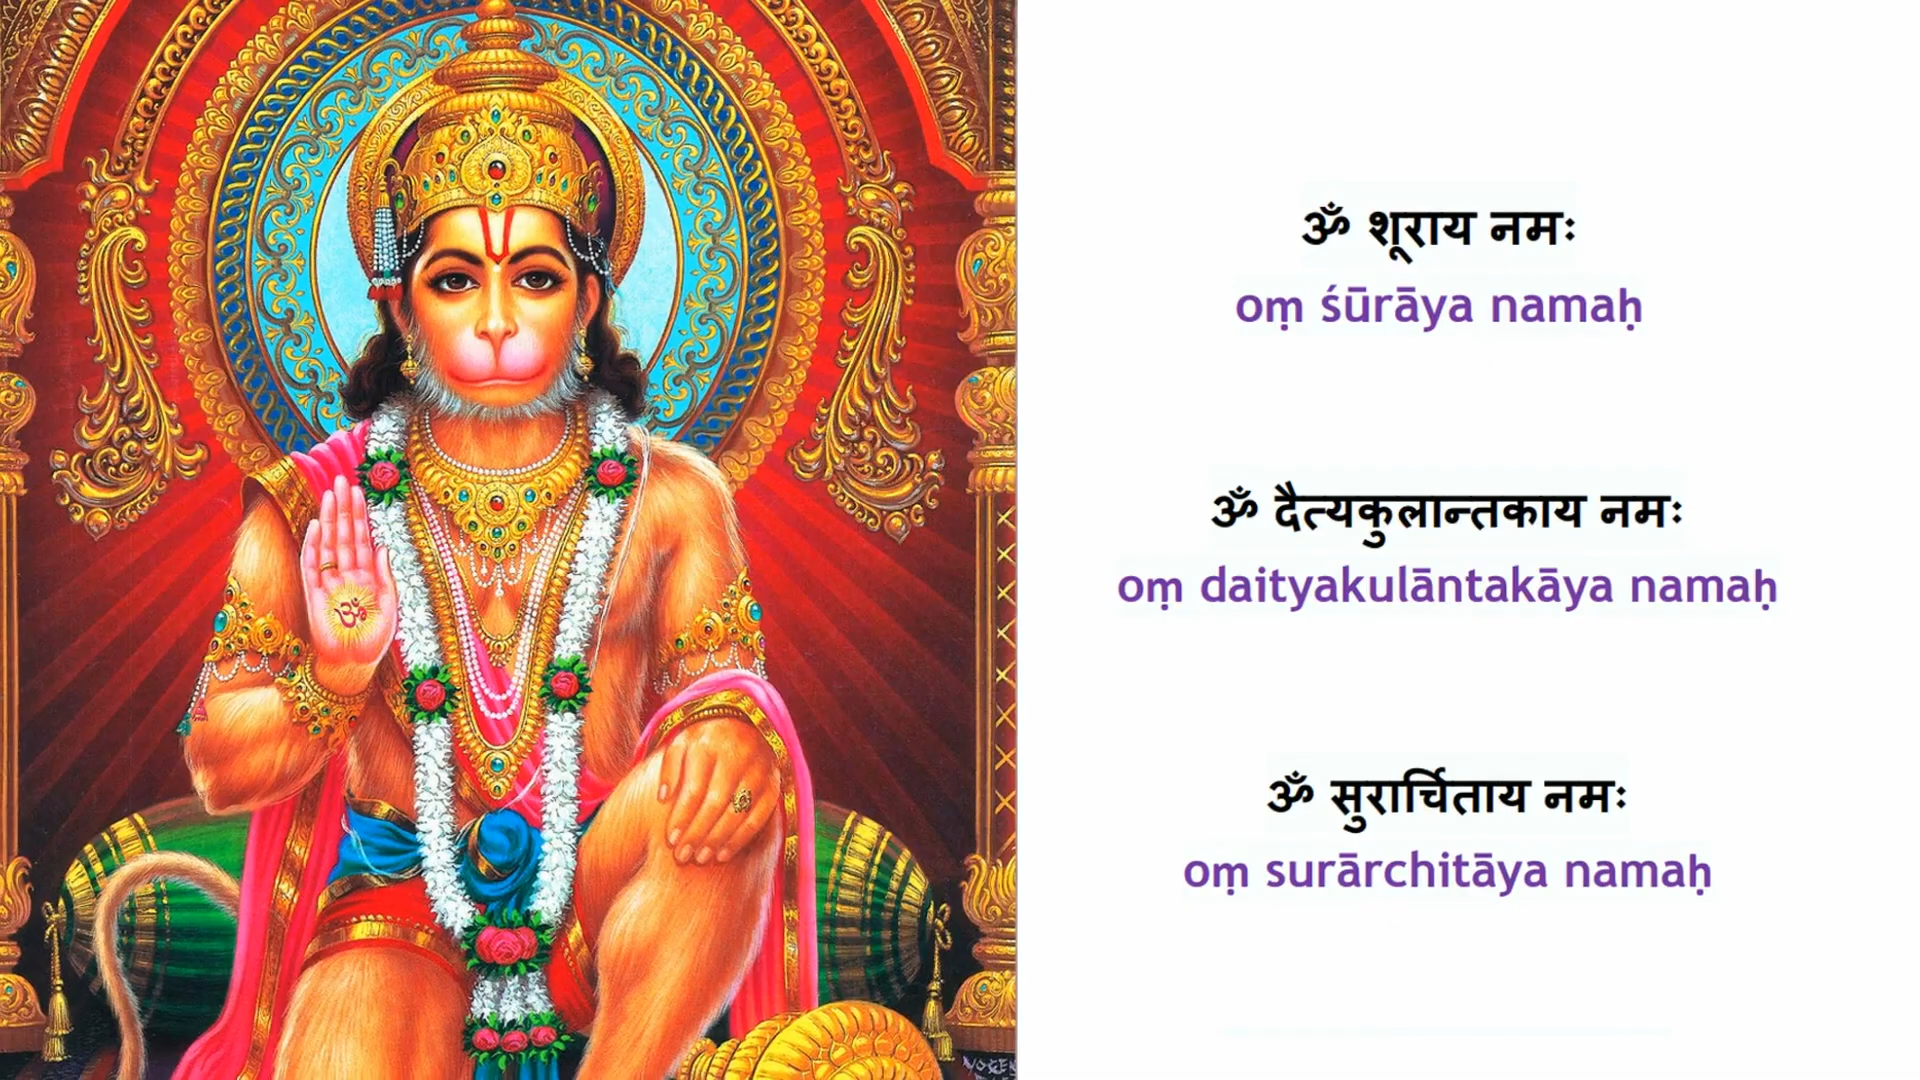 ॐ
ॐ शूराय नमः
oṃ śūrāya namaḥ
ॐ दैत्यकुलान्तकाय नमः
oṃ daityakulāntakāya namaḥ
ॐ सुरार्चिताय नमः
oṃ surārchitāya namaḥ